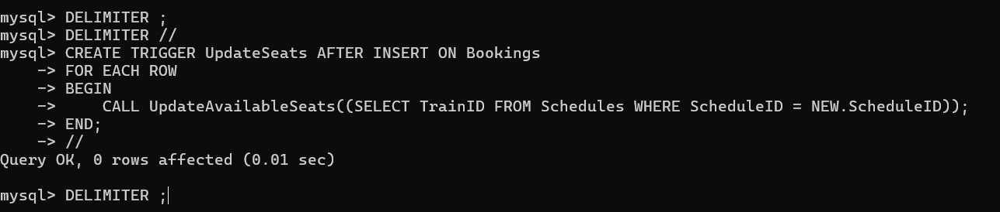 mysql> DELIMITER ;
mysql> DELIMITER //
mysql> CREATE TRIGGER UpdateSeats AFTER INSERT ON Bookings
    -> FOR EACH ROW
    -> BEGIN
    ->     CALL UpdateAvailableSeats((SELECT TrainID FROM Schedules WHERE ScheduleID = NEW.ScheduleID));
    -> END;
    -> //
Query OK, 0 rows affected (0.01 sec)

mysql> DELIMITER ;